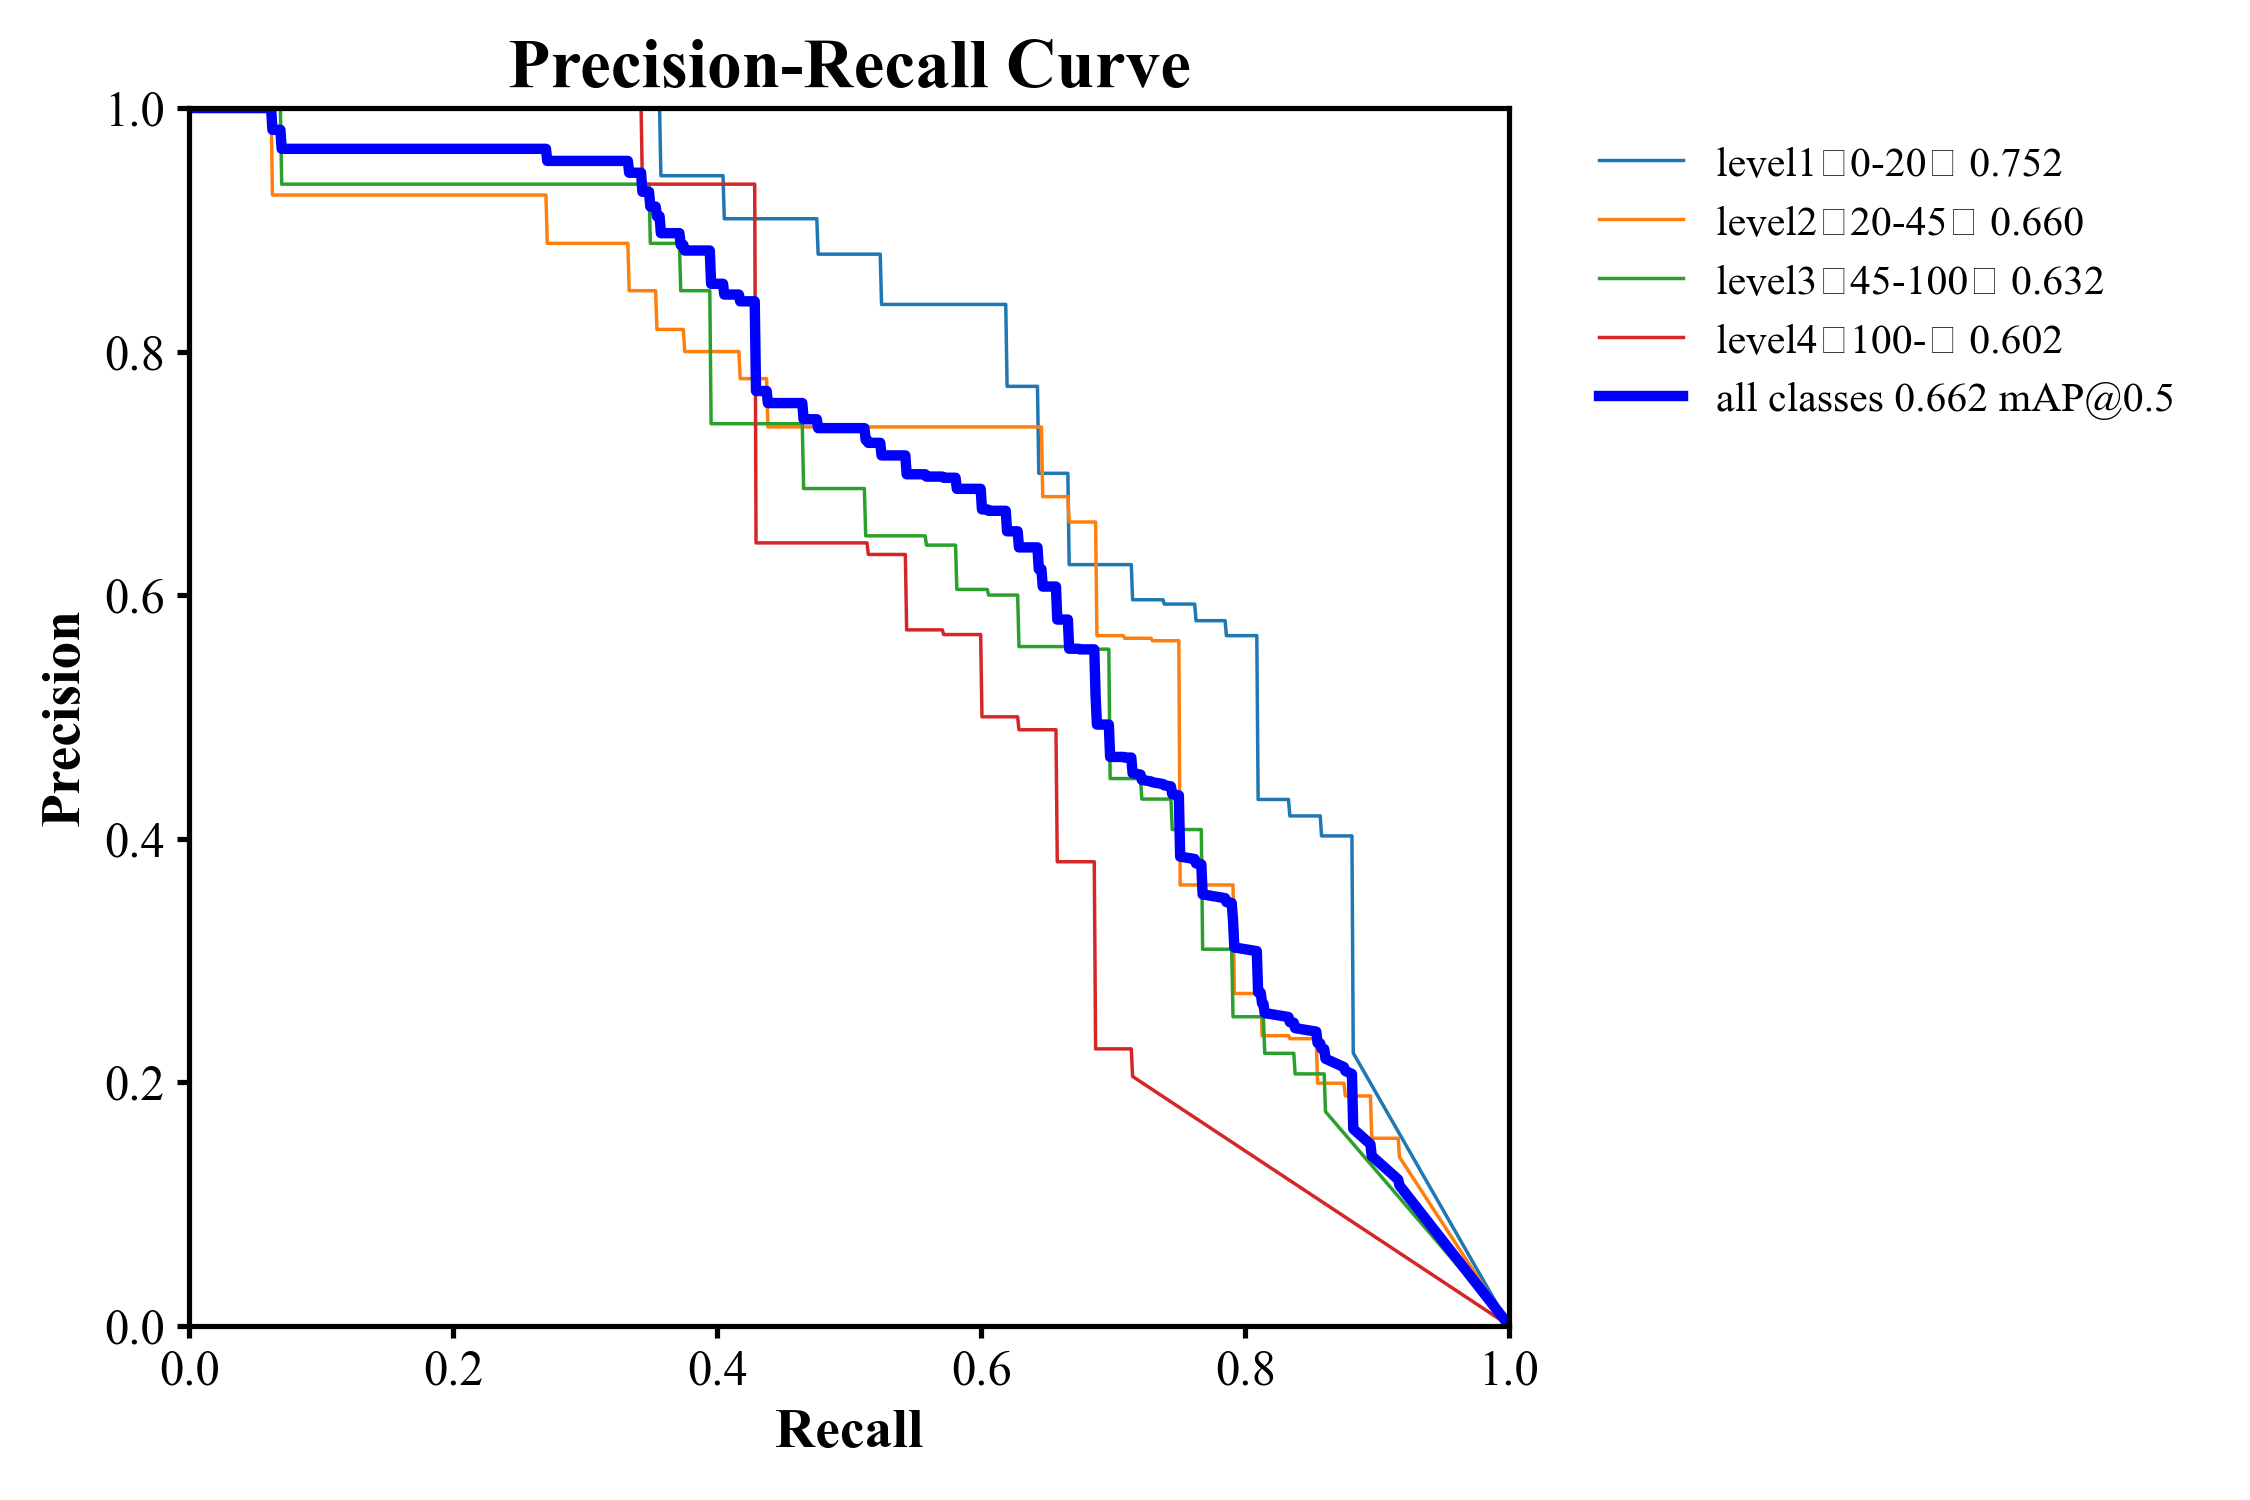 Precision-Recall Curve
1.0
0.8
0.6
0.4
0.2
0.0
Precision
0.0 0.2 0.4 0.6 0.8 1.0
Recall
level1□0-20□ 0.752
level2□20-45□ 0.660
level3□45-100□ 0.632
level4□100-□ 0.602
all classes 0.662 mAP@0.5